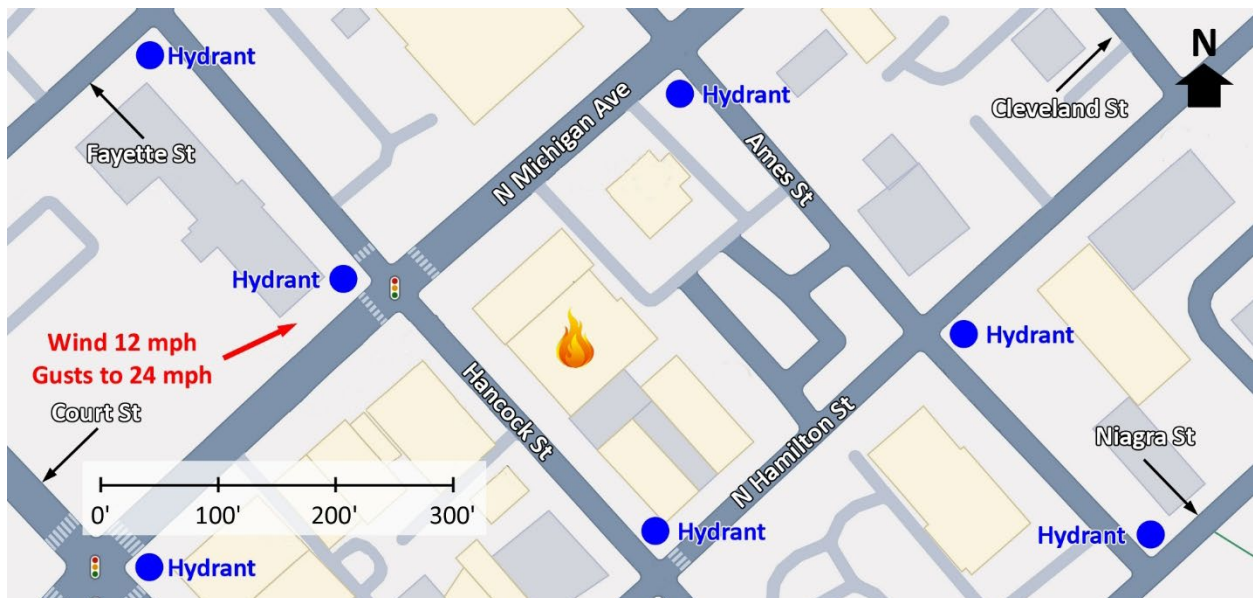 Hydrant
Hydrant
N
Cleveland St
Fayette St
N Michigan Ave
Ames St
Hydrant
Hydrant
Wind 12 mph
Gusts to 24 mph
Court St
Hancock St
Niagra St
N Hamilton St
0' 100' 200' 300'
Hydrant
Hydrant
Hydrant